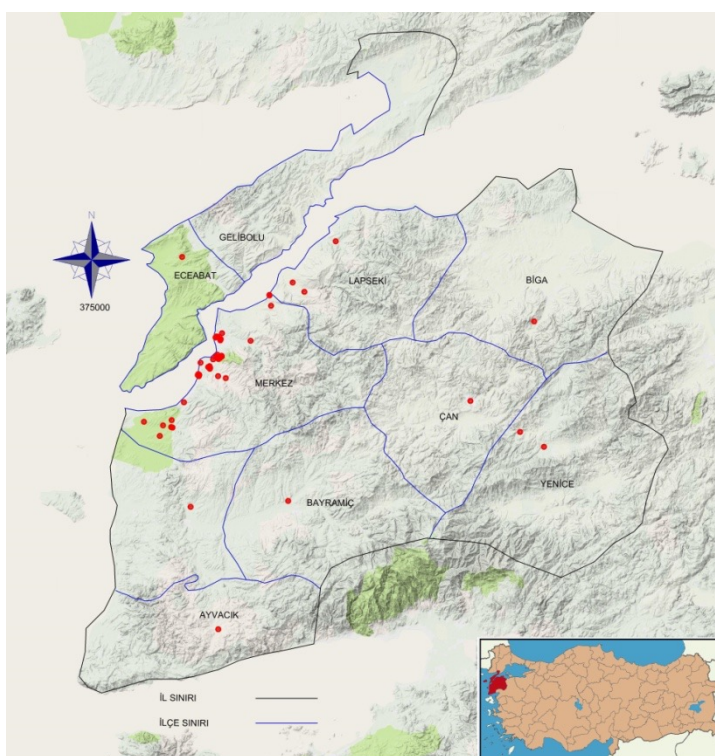 N
375000
GELİBOLU
ECEABAT
LAPSEKİ
BİGA
MERKEZ
ÇAN
YENİCE
BAYRAMİÇ
AYVACIK
İL SINIRI
İLÇE SINIRI